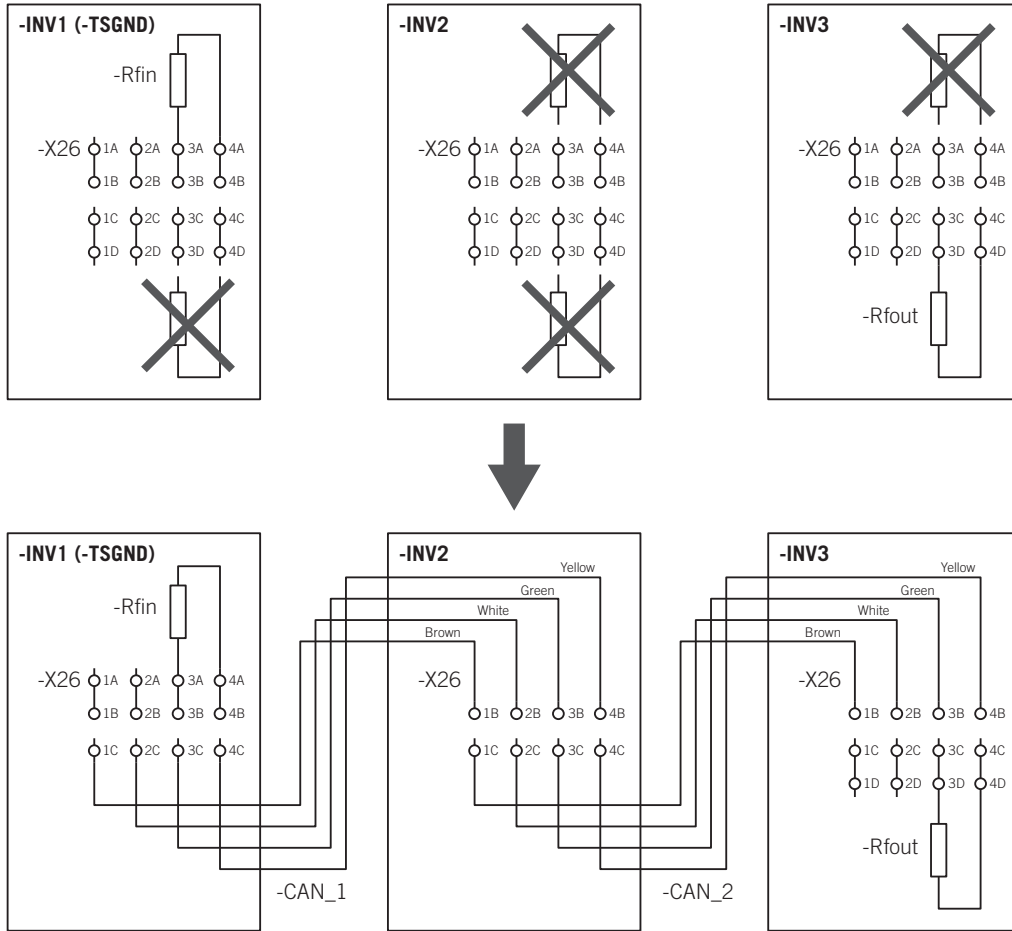 -INV1 (-TSGND)
-Rfin
-X26 1A 2A 3A 4A
1B 2B 3B 4B
1C 2C 3C 4C
1D 2D 3D 4D
-INV2
-X26 1A 2A 3A 4A
1B 2B 3B 4B
1C 2C 3C 4C
1D 2D 3D 4D
-INV3
-X26 1A 2A 3A 4A
1B 2B 3B 4B
1C 2C 3C 4C
1D 2D 3D 4D
-Rfout
-INV1 (-TSGND)
-Rfin
-X26 1A 2A 3A 4A
1B 2B 3B 4B
1C 2C 3C 4C
-CAN_1
-INV2
Yellow
Green
White
Brown
-X26
1B 2B 3B 4B
1C 2C 3C 4C
-CAN_2
-INV3
Yellow
Green
White
Brown
-X26
1B 2B 3B 4B
1C 2C 3C 4C
1D 2D 3D 4D
-Rfout